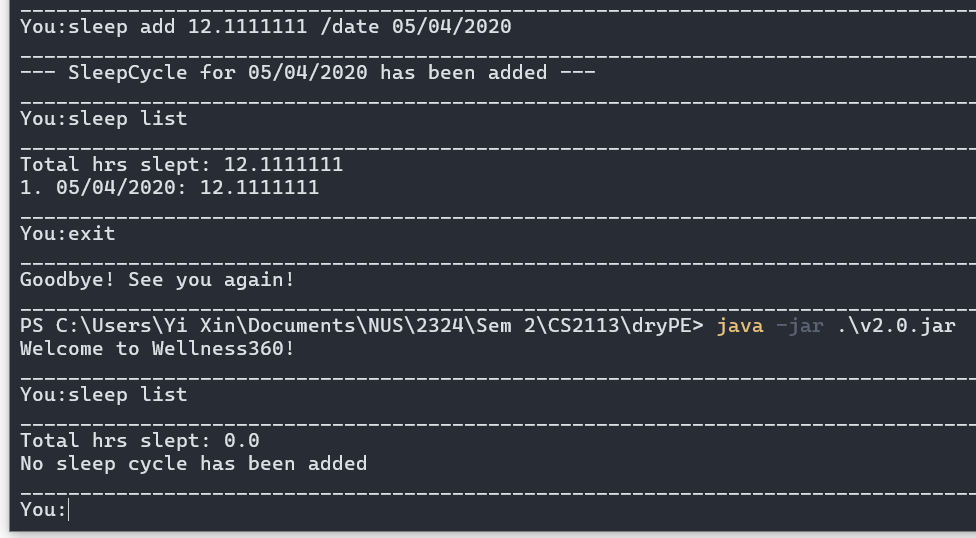 You:sleep add 12.1111111 /date 05/04/2020
--- SleepCycle for 05/04/2020 has been added ---
You:sleep list
Total hrs slept: 12.1111111
1. 05/04/2020: 12.1111111
You:exit
Goodbye! See you again!
PS C:\Users\Yi Xin\Documents\NUS\2324\Sem 2\CS2113\dryPE> java -jar .\v2.0.jar
Welcome to Wellness360!
You:sleep list
Total hrs slept: 0.0
No sleep cycle has been added
You: